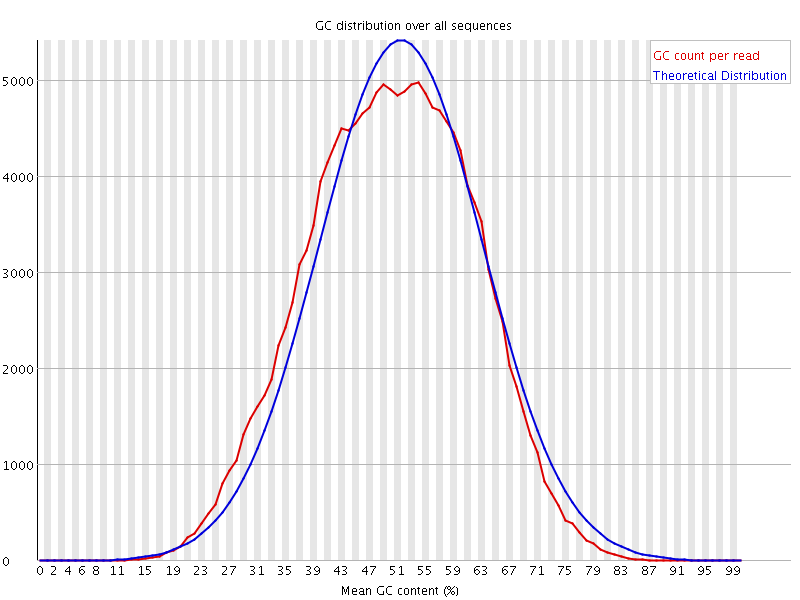 GC distribution over all sequences
GC count per read
Theoretical Distribution
5000
4000
3000
2000
1000
0
0 2 4 6 8 11 15 19 23 27 31 35 39 43 47 51 55 59 63 67 71 75 79 83 87 91 95 99
Mean GC content (%)